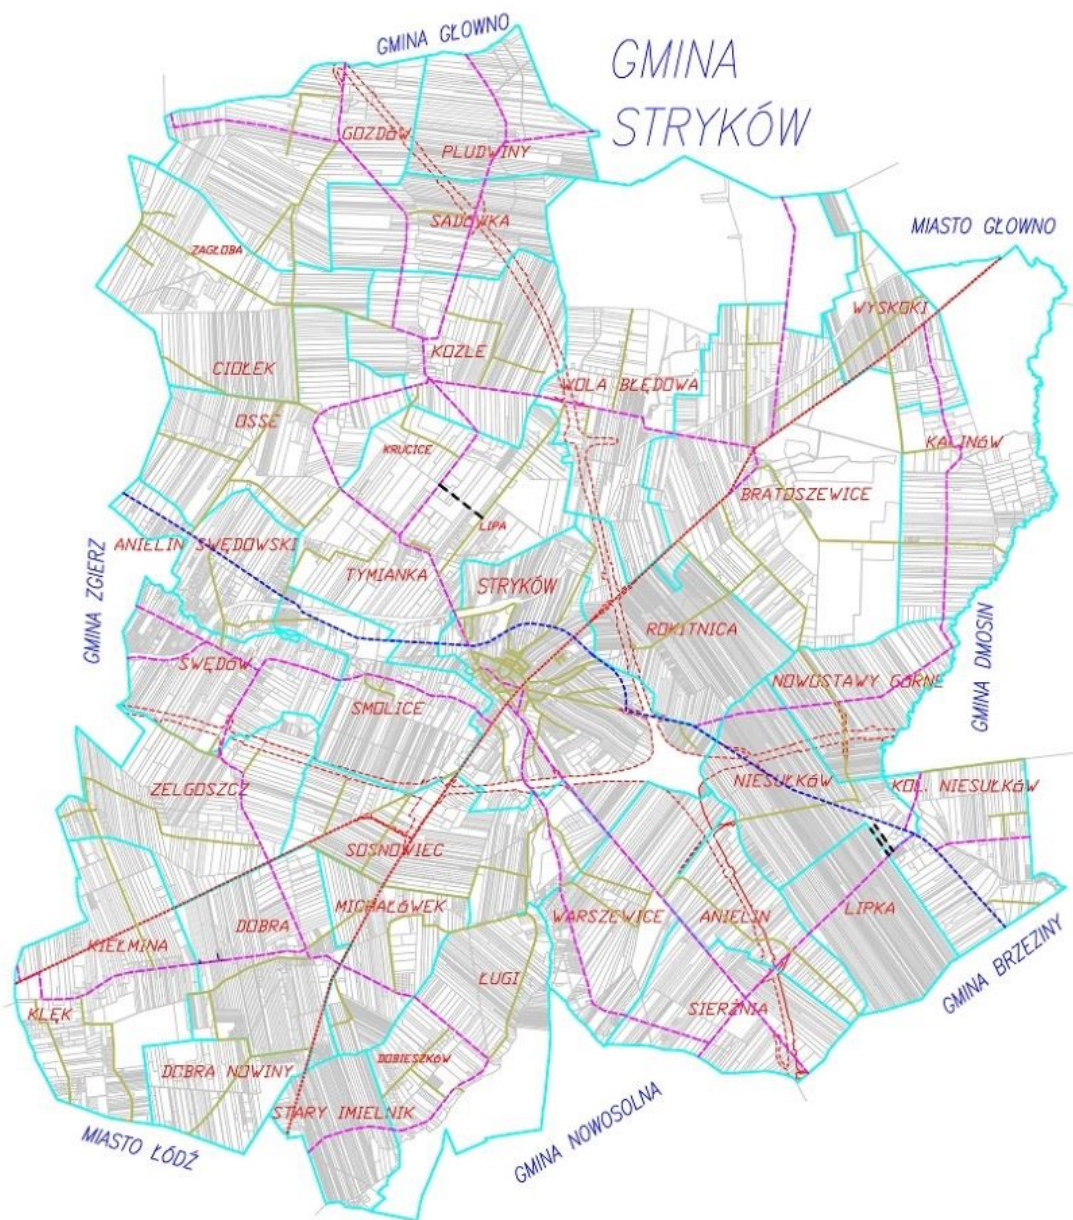 GMINA GŁOWNO
GMINA
STRYKÓW
GOZDÓW
PLUDWINY
SADÓWKA
MIASTO GŁOWNO
ZAGŁOBA
WYSKOKI
KOZLE
CIOŁEK
WOLA BŁĘDOWA
OSSE
KALINÓW
KRUCICE
BRATOSZEWICE
LIPA
ANIELIN SWĘDOWSKI
TYMIANKA
STRYKÓW
GMINA ZGIERZ
ROKITNICA
SWĘDÓW
NOWOSTAWY GÓRNE
GMINA DMOSIN
SMOLICE
ZELGOSZCZ
NIESUŁKÓW
KOL. NIESUŁKÓW
SOSNOWIEC
MICHAŁÓWEK
WARSZEWICE
ANIELIN
LIPKA
DOBRA
KIEŁMINA
GMINA BRZEZINY
ŁUGI
SIERŻNIA
KLĘK
DOBIESZKÓW
DOBRA NOWINY
STARY IMIELNIK
GMINA NOWOSOLNA
MIASTO ŁÓDŹ